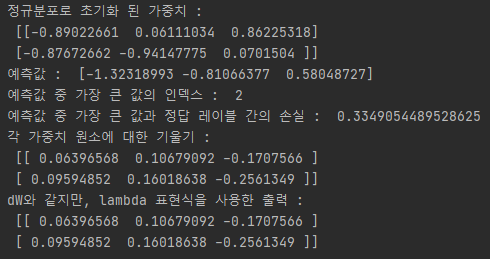 정규분포로 초기화 된 가중치 :
[[-0.89022661  0.06111034  0.86225318]
[-0.87672662 -0.94147775  0.0701504 ]]
예측값 :  [-1.32318993 -0.81066377  0.58048727]
예측값 중 가장 큰 값의 인덱스 :  2
예측값 중 가장 큰 값과 정답 레이블 간의 손실 :  0.3349054489528625
각 가중치 원소에 대한 기울기 :
[[ 0.06396568  0.10679092 -0.1707566 ]
[ 0.09594852  0.16018638 -0.2561349 ]]
dW와 같지만, lambda 표현식을 사용한 출력 :
[[ 0.06396568  0.10679092 -0.1707566 ]
[ 0.09594852  0.16018638 -0.2561349 ]]